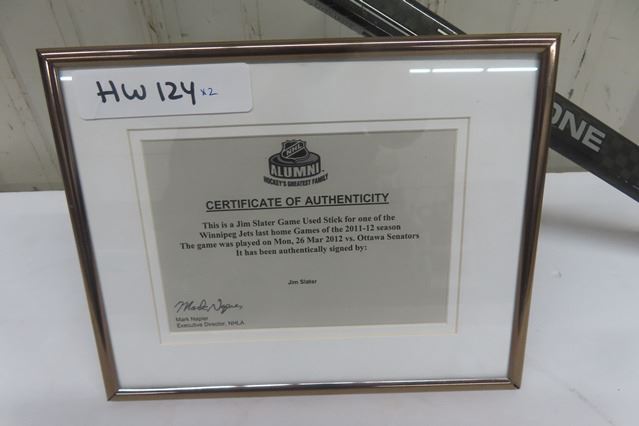 HW 124 x2
NHL
ALUMNI
HOCKEY'S GREATEST FAMILY
CERTIFICATE OF AUTHENTICITY
This is a Jim Slater Game Used Stick for one of the
Winnipeg Jets last home Games of the 2011-12 season
The game was played on Mon, 26 Mar 2012 vs. Ottawa Senators
It has been authentically signed by:
Jim Slater
Mark Napier
Mark Napier
Executive Director, NHLA
ONE